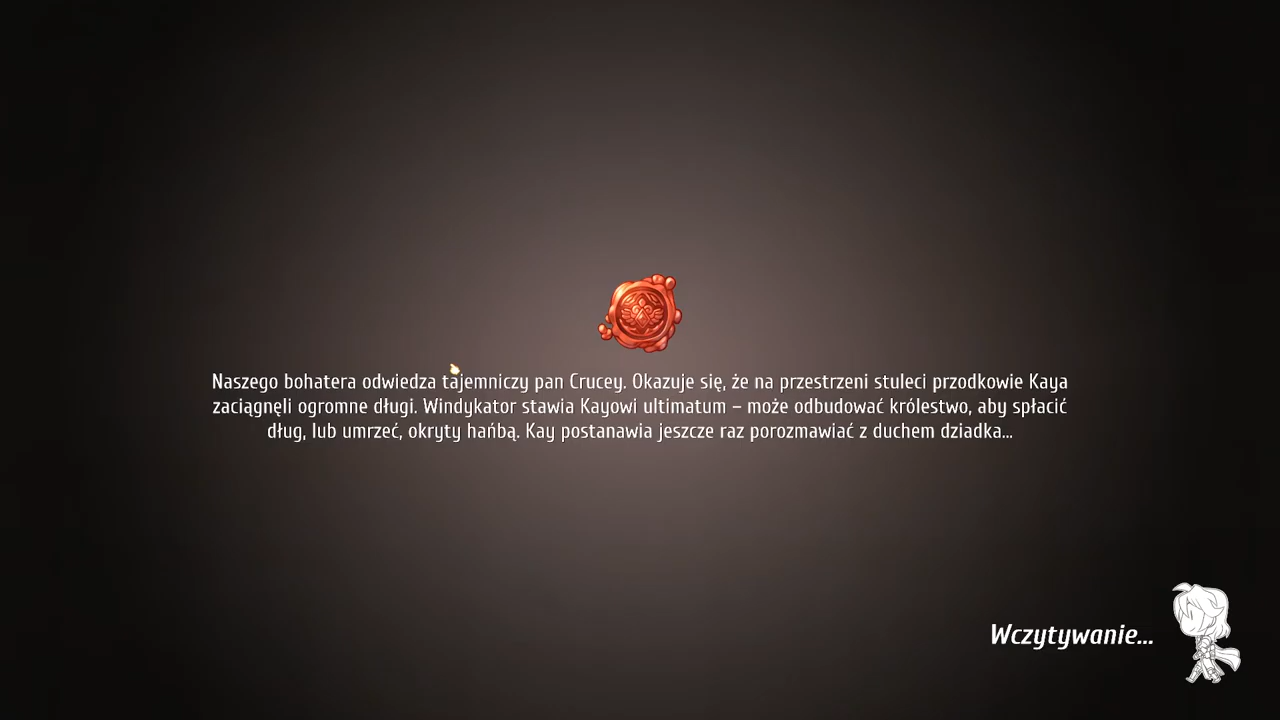 Naszego bohatera odwiedza tajemniczy pan Crucey. Okazuje się, że na przestrzeni stuleci przodkowie Kaya
zaciągnęli ogromne długi. Windykator stawia Kayowi ultimatum – może odbudować królestwo, aby spłacić
dług, lub umrzeć, okryty hańbą. Kay postanawia jeszcze raz porozmawiać z duchem dziadka...
Wczytywanie...